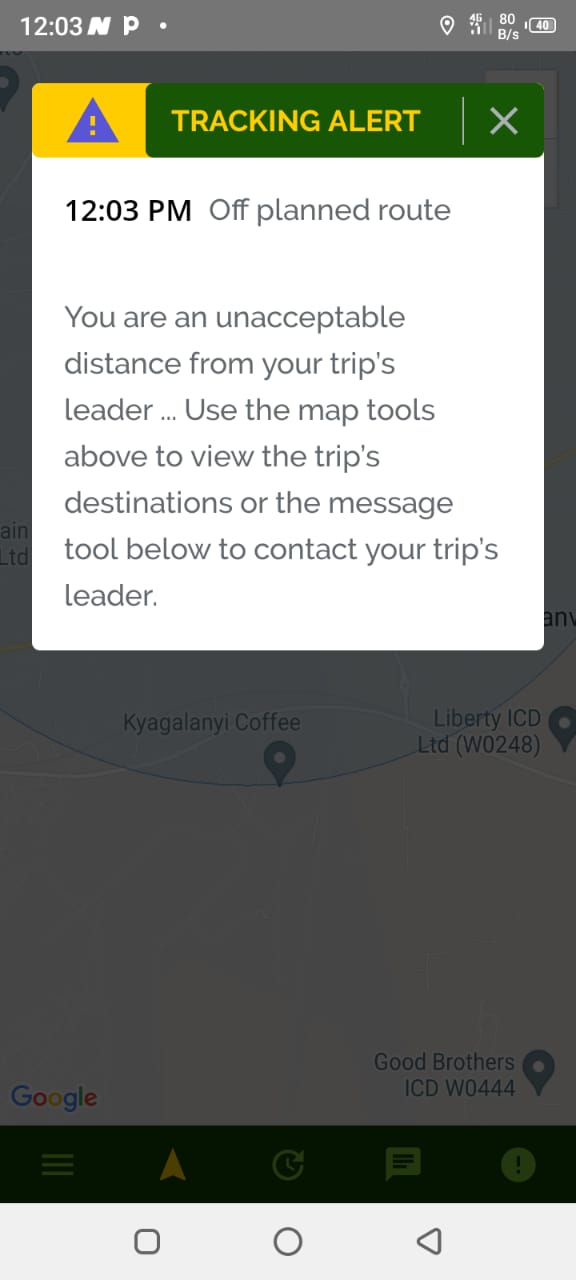 12:03
4G
80
B/s
40
TRACKING ALERT
12:03 PM Off planned route
You are an unacceptable
distance from your trip's
leader ... Use the map tools
above to view the trip's
destinations or the message
tool below to contact your trip's
leader.
ain
Ltd
anv
Kyagalanyi Coffee
Liberty ICD
Ltd (W0248)
Good Brothers
ICD W0444
Google